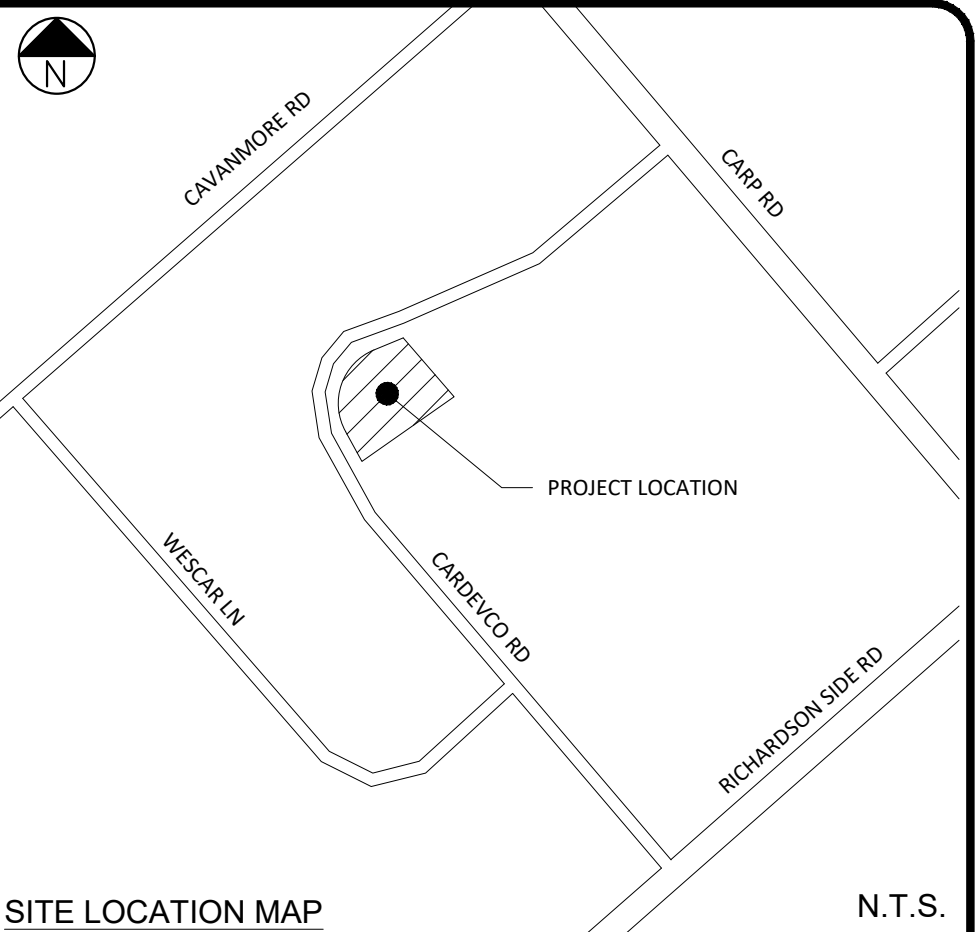 N
CAVANMORE RD
CARP RD
PROJECT LOCATION
WESCAR LN
CARDEVCO RD
RICHARDSON SIDE RD
SITE LOCATION MAP
N.T.S.